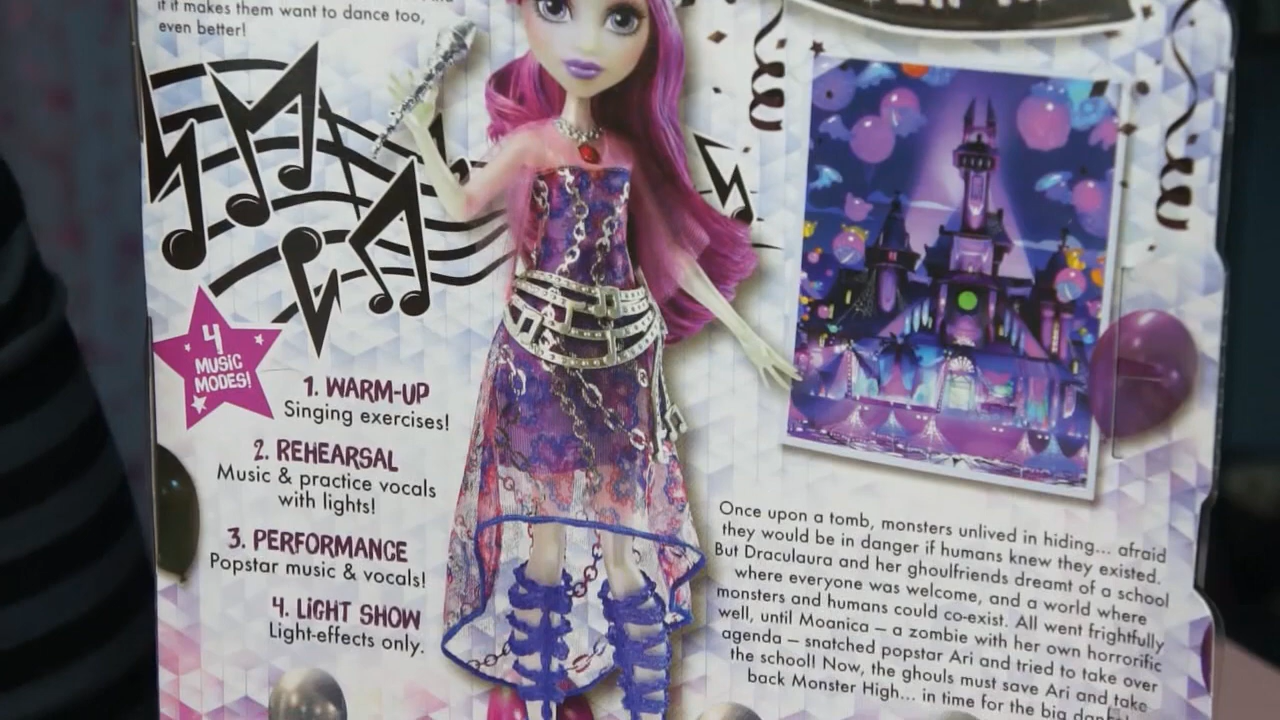 if it makes them want to dance too,
even better!
4
MUSIC
MODES!
1. WARM-UP
Singing exercises!
2. REHEARSAL
Music & practice vocals
with lights!
3. PERFORMANCE
Popstar music & vocals!
4. LIGHT SHOW
Light-effects only.
Once upon a tomb, monsters unlived in hiding... afraid
they would be in danger if humans knew they existed.
But Draculaura and her ghoulfriends dreamt of a school
where everyone was welcome, and a world where
monsters and humans could co-exist. All went frightfully
well, until Moanica – a zombie with her own horrorific
agenda – snatched popstar Ari and tried to take over
the school! Now, the ghouls must save Ari and take
back Monster High... in time for the big